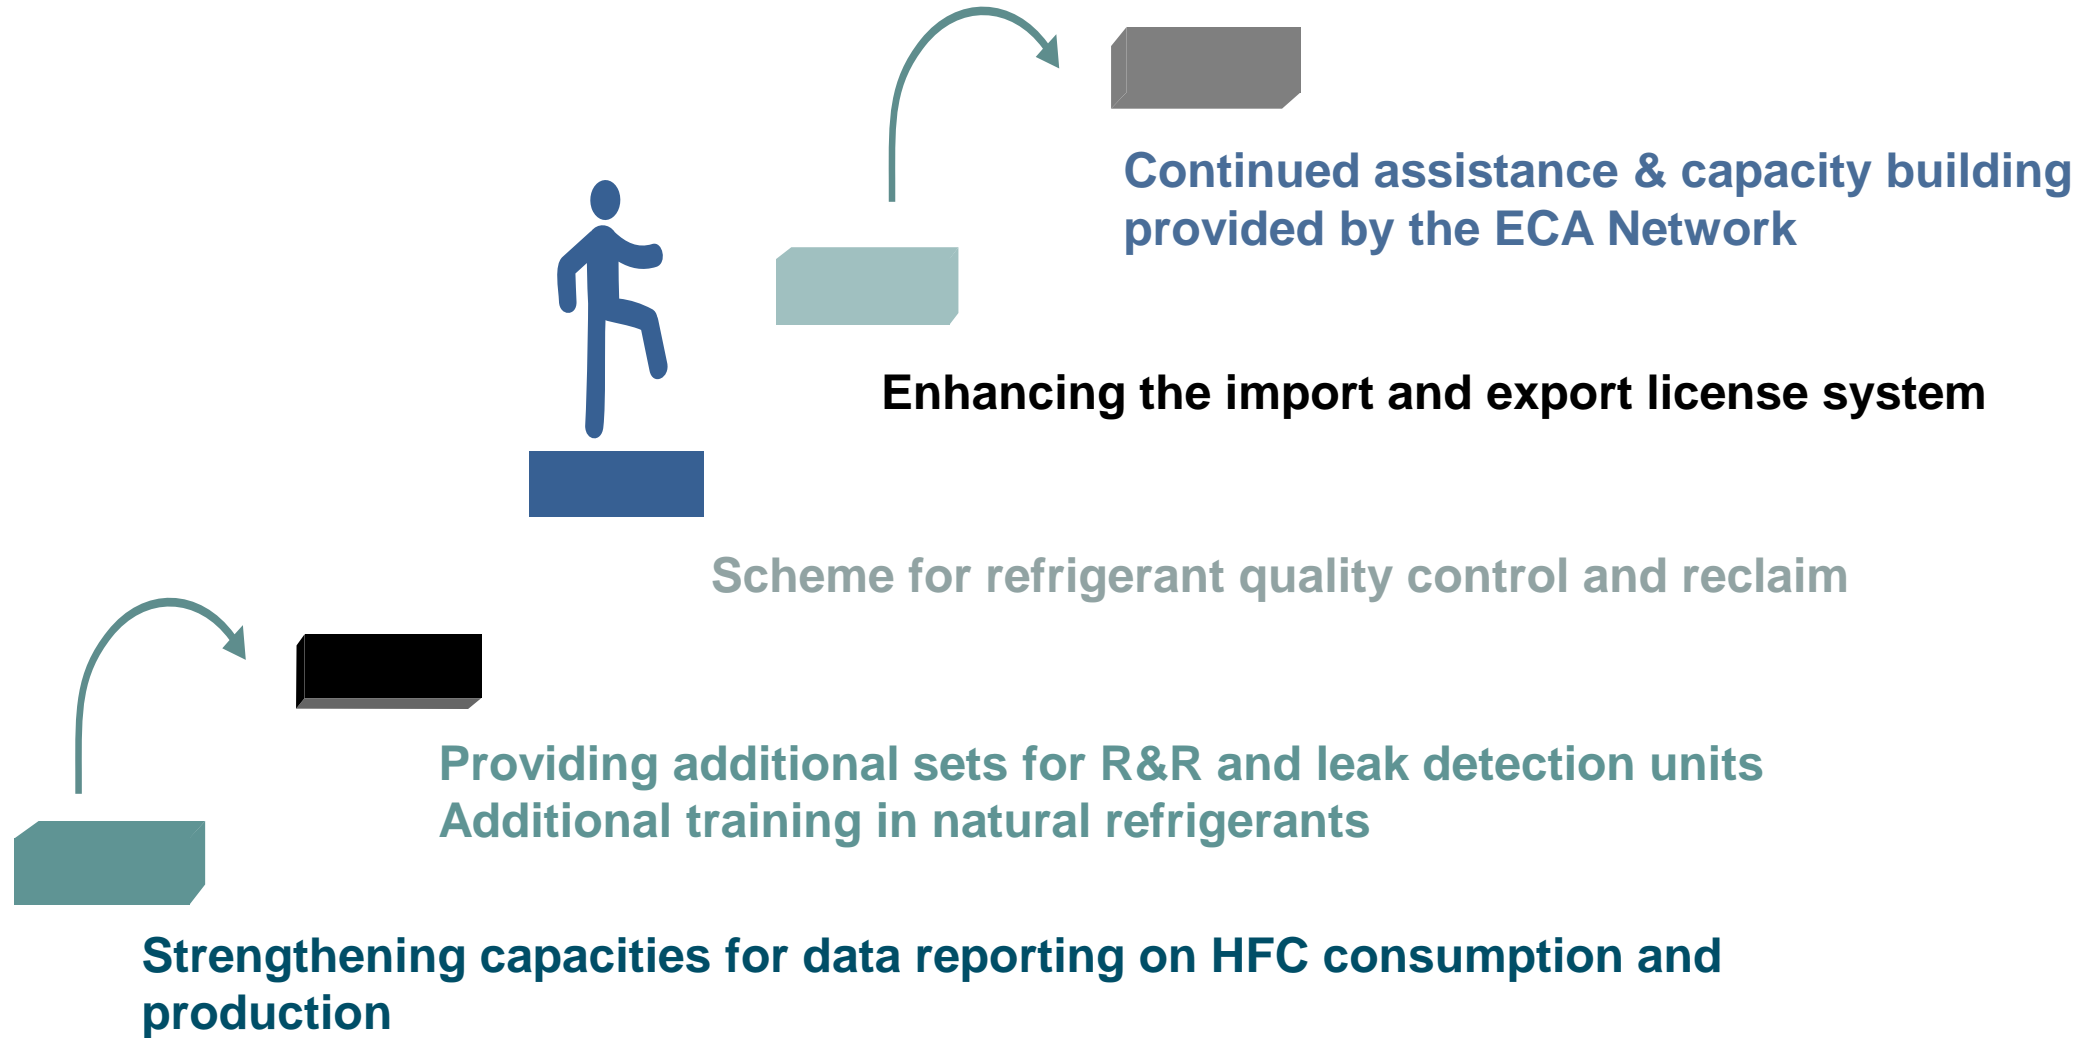 Continued assistance & capacity building
provided by the ECA Network
Enhancing the import and export license system
Scheme for refrigerant quality control and reclaim
Providing additional sets for R&R and leak detection units
Additional training in natural refrigerants
Strengthening capacities for data reporting on HFC consumption and
production